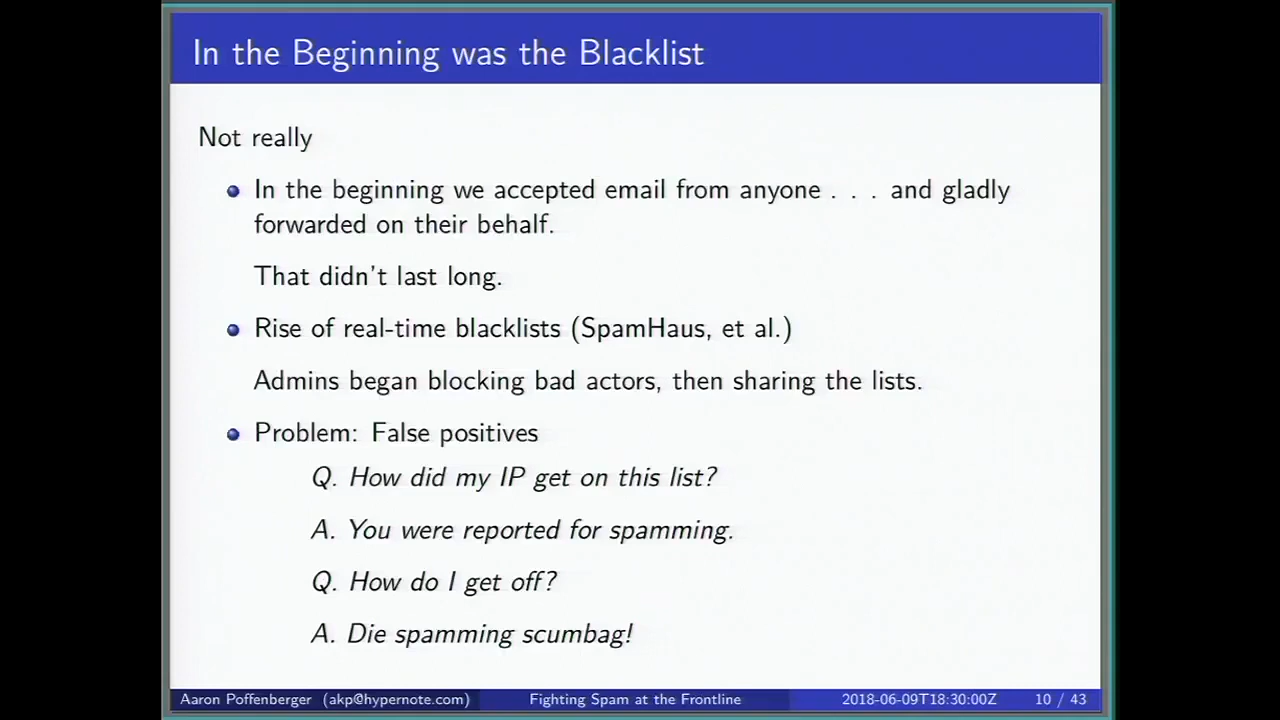 In the Beginning was the Blacklist
Not really
In the beginning we accepted email from anyone . . . and gladly
forwarded on their behalf.
That didn't last long.
Rise of real-time blacklists (SpamHaus, et al.)
Admins began blocking bad actors, then sharing the lists.
Problem: False positives
Q. How did my IP get on this list?
A. You were reported for spamming.
Q. How do I get off?
A. Die spamming scumbag!
Aaron Poffenberger (akp@hypernote.com) Fighting Spam at the Frontline 2018-06-09T18:30:00Z 10 / 43